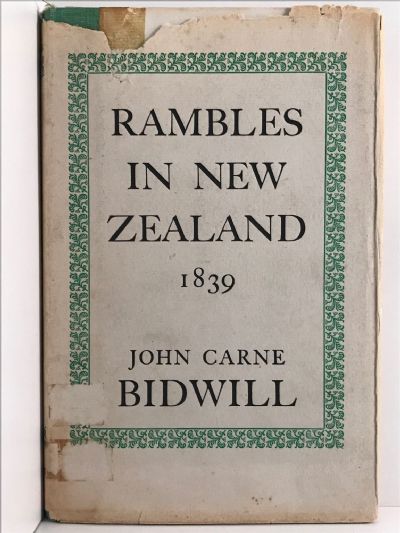 RAMBLES
IN NEW
ZEALAND
1839
JOHN CARNE
BIDWILL